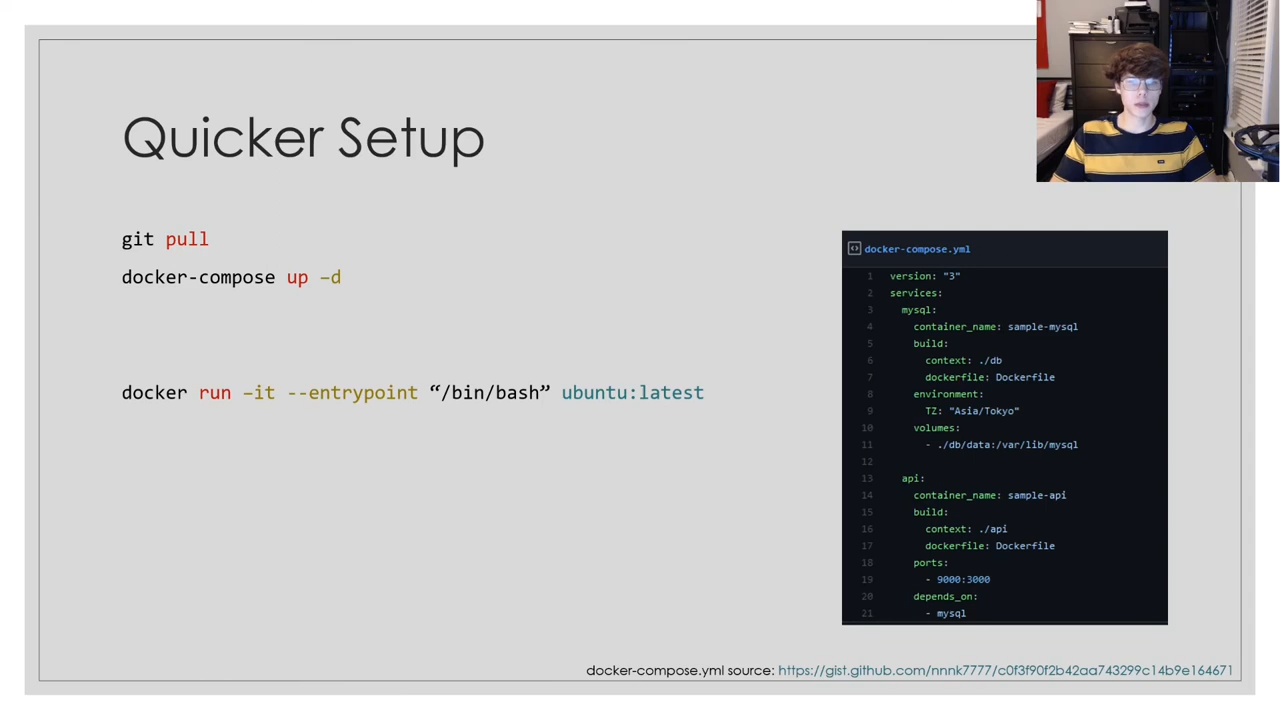 Quicker Setup
git pull
docker-compose up –d
docker run –it --entrypoint “/bin/bash” ubuntu:latest
docker-compose.yml
1 version: "3"
2 services:
3 mysql:
4 container_name: sample-mysql
5 build:
6 context: ./db
7 dockerfile: Dockerfile
8 environment:
9 TZ: "Asia/Tokyo"
10 volumes:
11 - ./db/data:/var/lib/mysql
12
13 api:
14 container_name: sample-api
15 build:
16 context: ./api
17 dockerfile: Dockerfile
18 ports:
19 - 9000:3000
20 depends_on:
21 - mysql
docker-compose.yml source: https://gist.github.com/nnnk7777/c0f3f90f2b42aa743299c14b9e164671